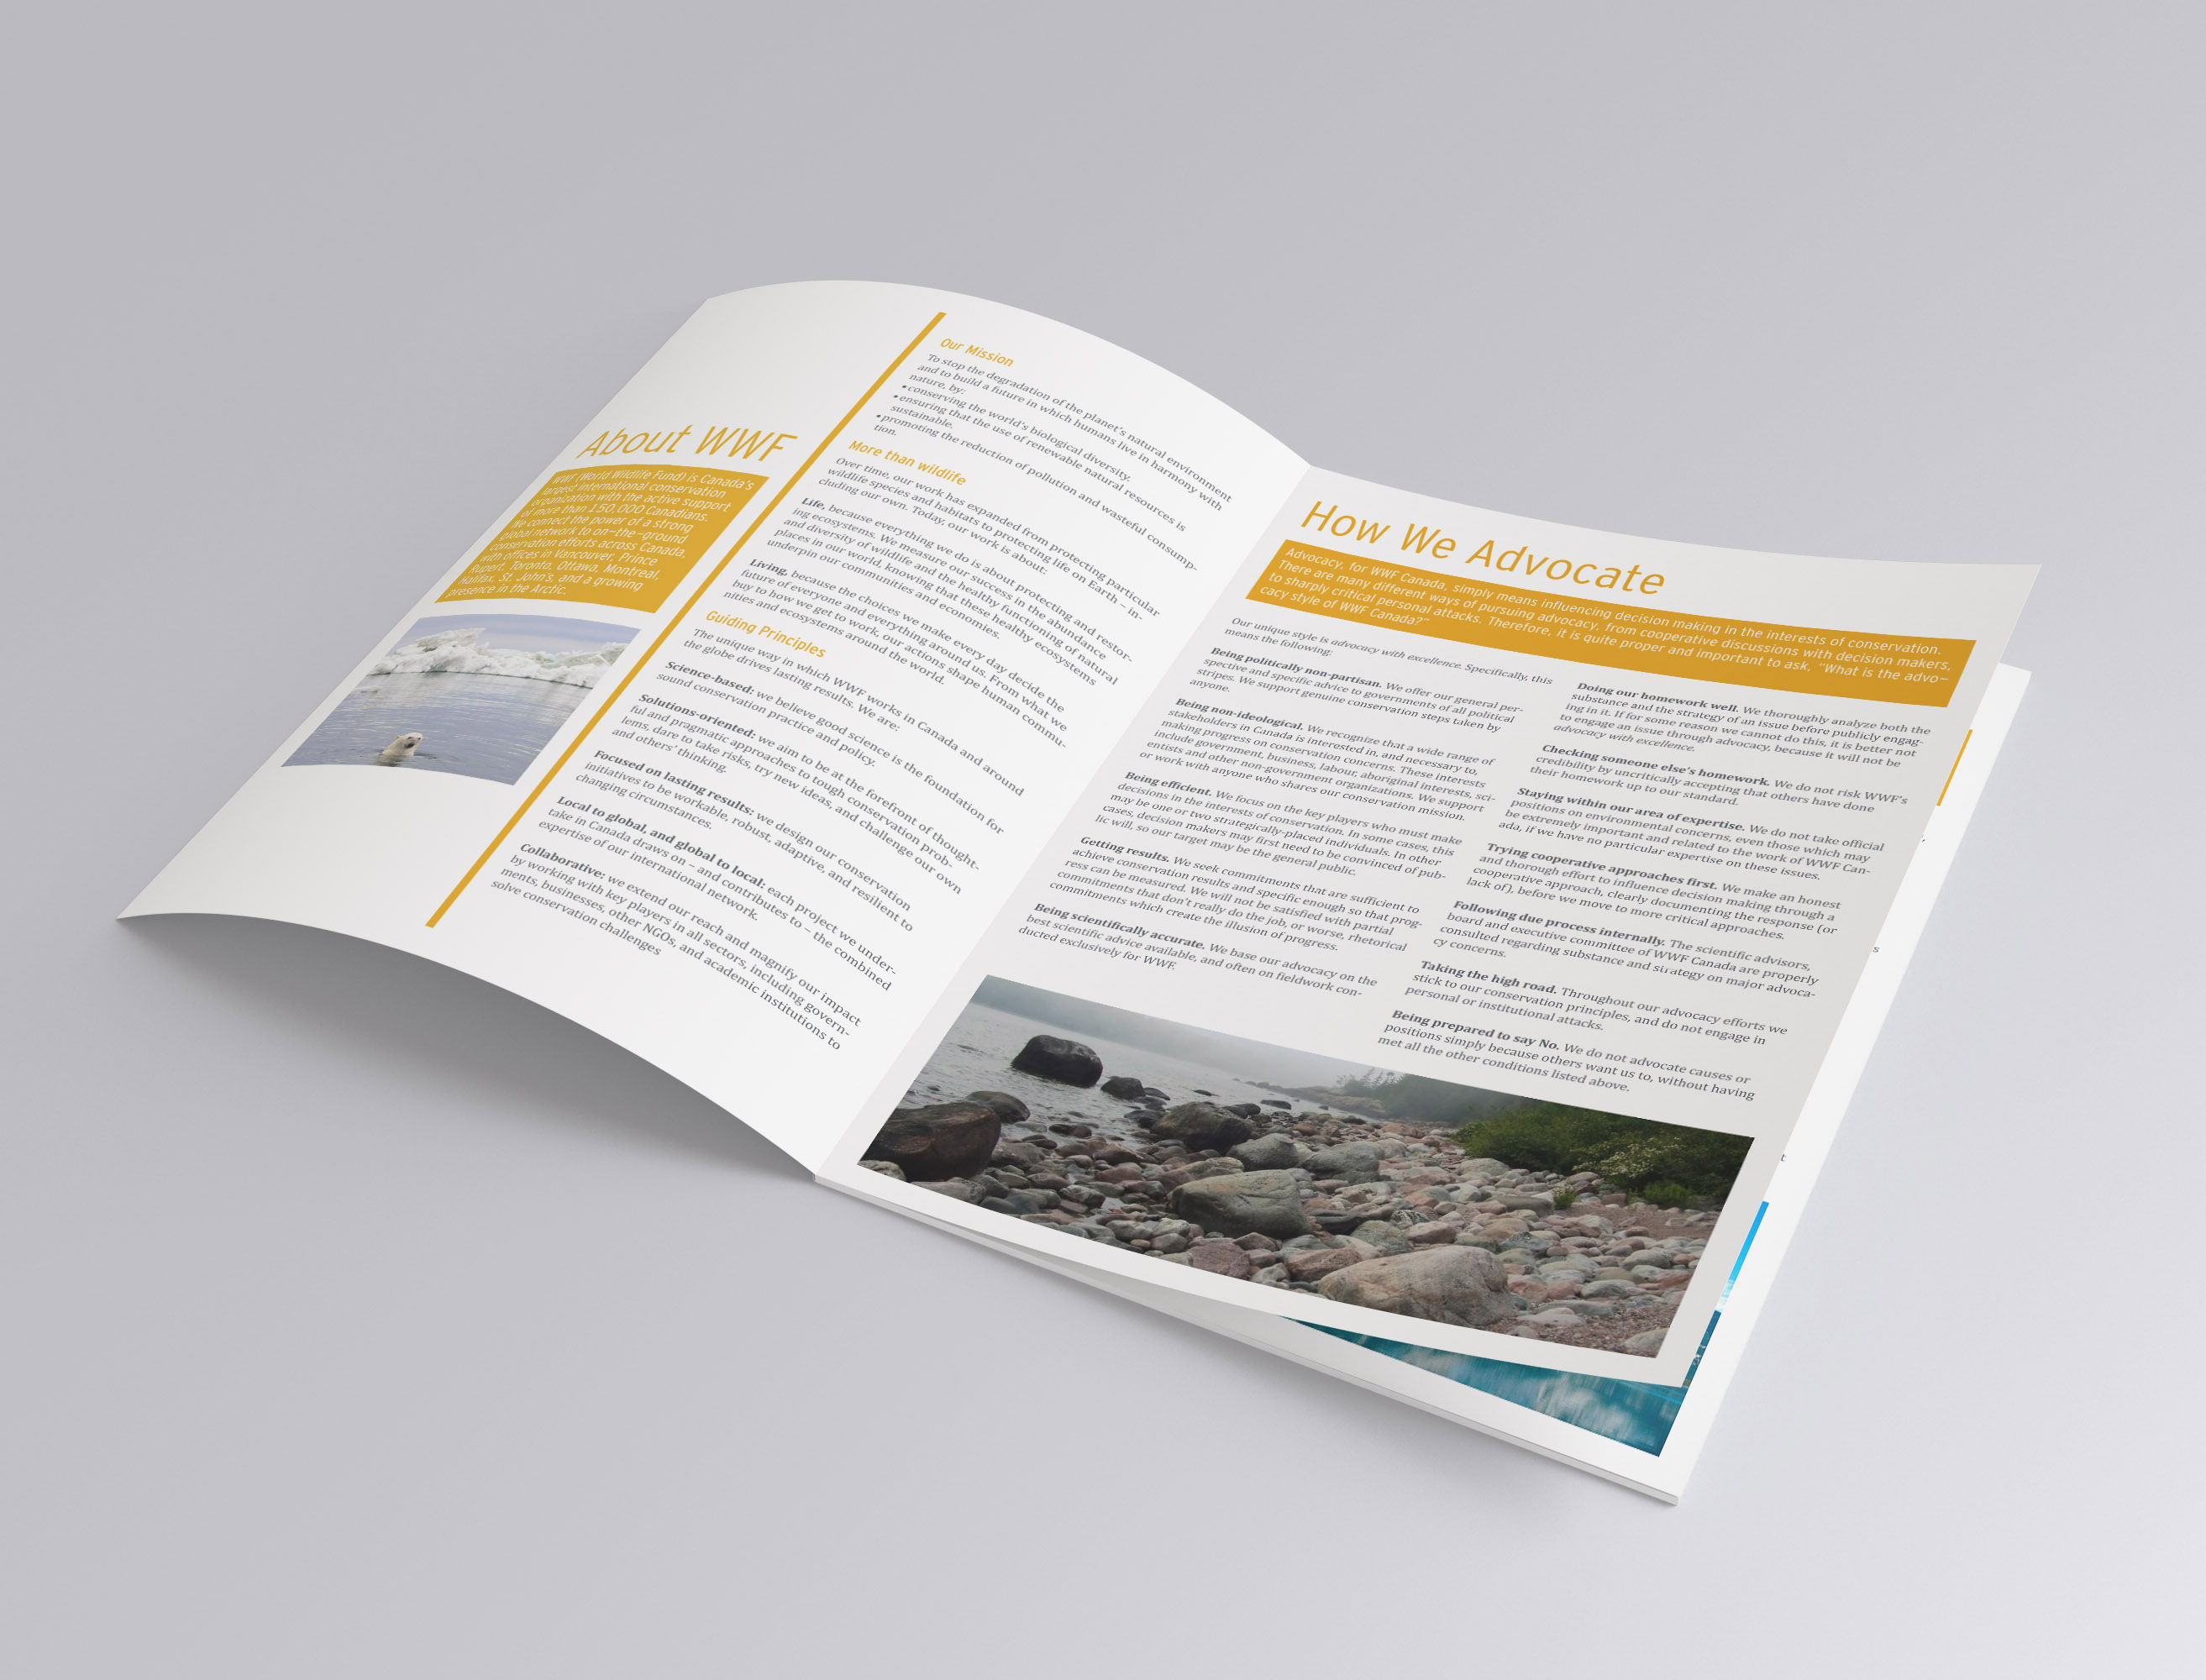 About WWF
WWF (World Wildlife Fund) is Canada's
largest international conservation
organization with the active support
of more than 150,000 Canadians.
We connect the power of a strong
global network to on-the-ground
conservation efforts across Canada,
with offices in Vancouver, Prince
Rupert, Toronto, Ottawa, Montreal,
Halifax, St. John's, and a growing
presence in the Arctic.
Our Mission
To stop the degradation of the planet's natural environment
and to build a future in which humans live in harmony with
nature, by:
• conserving the world's biological diversity.
• ensuring that the use of renewable natural resources is
sustainable.
• promoting the reduction of pollution and wasteful consump-
tion.
More than wildlife
Over time, our work has expanded from protecting particular
wildlife species and habitats to protecting life on Earth – in-
cluding our own. Today, our work is about:
Life, because everything we do is about protecting and restor-
ing ecosystems. We measure our success in the abundance
and diversity of wildlife and the healthy functioning of natural
places in our world, knowing that these healthy ecosystems
underpin our communities and economies.
Living, because the choices we make every day decide the
future of everyone and everything around us. From what we
buy to how we get to work, our actions shape human commu-
nities and ecosystems around the world.
Guiding Principles
The unique way in which WWF works in Canada and around
the globe drives lasting results. We are:
Science-based: we believe good science is the foundation for
sound conservation practice and policy.
Solutions-oriented: we aim to be at the forefront of thought-
ful and pragmatic approaches to tough conservation prob-
lems, dare to take risks, try new ideas, and challenge our own
and others' thinking.
Focused on lasting results: we design our conservation
initiatives to be workable, robust, adaptive, and resilient to
changing circumstances.
Local to global, and global to local: each project we under-
take in Canada draws on – and contributes to – the combined
expertise of our international network.
Collaborative: we extend our reach and magnify our impact
by working with key players in all sectors, including govern-
ments, businesses, other NGOs, and academic institutions to
solve conservation challenges
How We Advocate
Advocacy, for WWF Canada, simply means influencing decision making in the interests of conservation.
There are many different ways of pursuing advocacy, from cooperative discussions with decision makers,
to sharply critical personal attacks. Therefore, it is quite proper and important to ask, "What is the advo-
cacy style of WWF Canada?"
Our unique style is advocacy with excellence. Specifically, this
means the following:
Being politically non-partisan. We offer our general per-
spective and specific advice to governments of all political
stripes. We support genuine conservation steps taken by
anyone.
Being non-ideological. We recognize that a wide range of
stakeholders in Canada is interested in, and necessary to,
making progress on conservation concerns. These interests
include government, business, labour, aboriginal interests, sci-
entists and other non-government organizations. We support
or work with anyone who shares our conservation mission.
Being efficient. We focus on the key players who must make
decisions in the interests of conservation. In some cases, this
may be one or two strategically-placed individuals. In other
cases, decision makers may first need to be convinced of pub-
lic will, so our target may be the general public.
Getting results. We seek commitments that are sufficient to
achieve conservation results and specific enough so that prog-
ress can be measured. We will not be satisfied with partial
commitments that don't really do the job, or worse, rhetorical
commitments which create the illusion of progress.
Being scientifically accurate. We base our advocacy on the
best scientific advice available, and often on fieldwork con-
ducted exclusively for WWF.
Doing our homework well. We thoroughly analyze both the
substance and the strategy of an issue before publicly engag-
ing in it. If for some reason we cannot do this, it is better not
to engage an issue through advocacy, because it will not be
advocacy with excellence.
Checking someone else's homework. We do not risk WWF's
credibility by uncritically accepting that others have done
their homework up to our standard.
Staying within our area of expertise. We do not take official
positions on environmental concerns, even those which may
be extremely important and related to the work of WWF Can-
ada, if we have no particular expertise on these issues.
Trying cooperative approaches first. We make an honest
and thorough effort to influence decision making through a
cooperative approach, clearly documenting the response (or
lack of), before we move to more critical approaches.
Following due process internally. The scientific advisors,
board and executive committee of WWF Canada are properly
consulted regarding substance and strategy on major advoca-
cy concerns.
Taking the high road. Throughout our advocacy efforts we
stick to our conservation principles, and do not engage in
personal or institutional attacks.
Being prepared to say No. We do not advocate causes or
positions simply because others want us to, without having
met all the other conditions listed above.